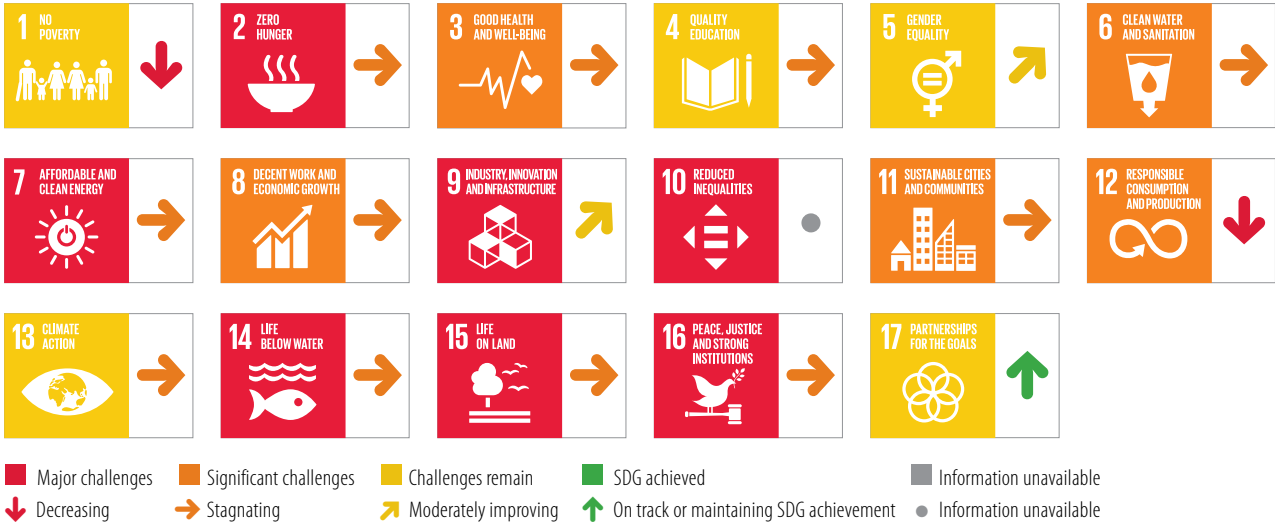 1 NO
POVERTY
2 ZERO
HUNGER
3 GOOD HEALTH
AND WELL-BEING
4 QUALITY
EDUCATION
5 GENDER
EQUALITY
6 CLEAN WATER
AND SANITATION
7 AFFORDABLE AND
CLEAN ENERGY
8 DECENT WORK AND
ECONOMIC GROWTH
9 INDUSTRY, INNOVATION
AND INFRASTRUCTURE
10 REDUCED
INEQUALITIES
11 SUSTAINABLE CITIES
AND COMMUNITIES
12 RESPONSIBLE
CONSUMPTION
AND PRODUCTION
13 CLIMATE
ACTION
14 LIFE
BELOW WATER
15 LIFE
ON LAND
16 PEACE, JUSTICE
AND STRONG
INSTITUTIONS
17 PARTNERSHIPS
FOR THE GOALS
Major challenges Significant challenges Challenges remain SDG achieved Information unavailable
Decreasing Stagnating Moderately improving On track or maintaining SDG achievement Information unavailable